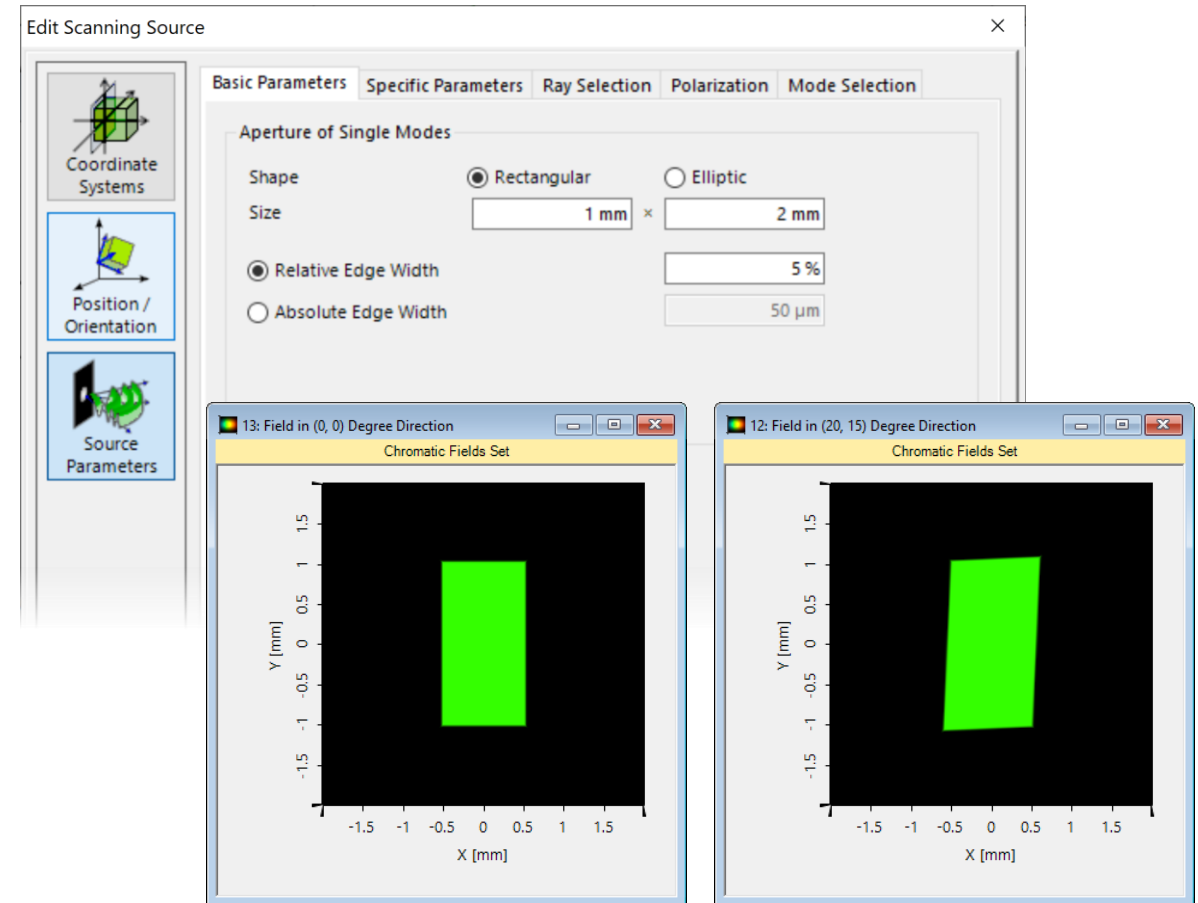 Edit Scanning Source
Coordinate
Systems
Position /
Orientation
Source
Parameters
Basic Parameters Specific Parameters Ray Selection Polarization Mode Selection
Aperture of Single Modes
Shape Rectangular Elliptic
Size 1 mm × 2 mm
Relative Edge Width 5 %
Absolute Edge Width 50 µm
13: Field in (0, 0) Degree Direction
Chromatic Fields Set
Y [mm]
1.5
1
0.5
0
-0.5
-1
-1.5
-1.5 -1 -0.5 0 0.5 1 1.5
X [mm]
12: Field in (20, 15) Degree Direction
Chromatic Fields Set
Y [mm]
1.5
1
0.5
0
-0.5
-1
-1.5
-1.5 -1 -0.5 0 0.5 1 1.5
X [mm]